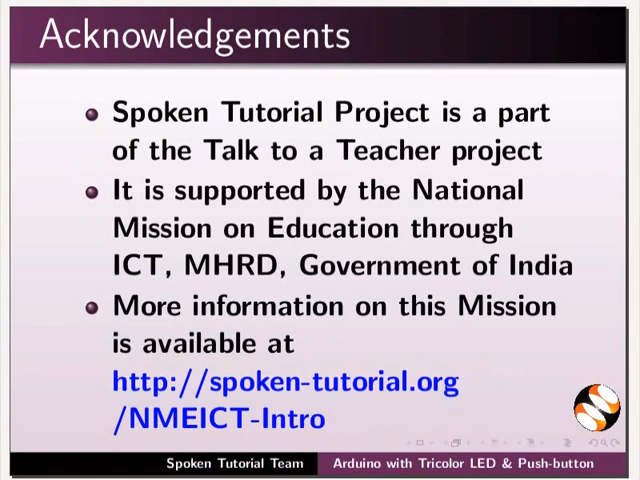 Acknowledgements
Spoken Tutorial Project is a part
of the Talk to a Teacher project
It is supported by the National
Mission on Education through
ICT, MHRD, Government of India
More information on this Mission
is available at
http://spoken-tutorial.org
/NMEICT-Intro
Spoken Tutorial Team
Arduino with Tricolor LED & Push-button